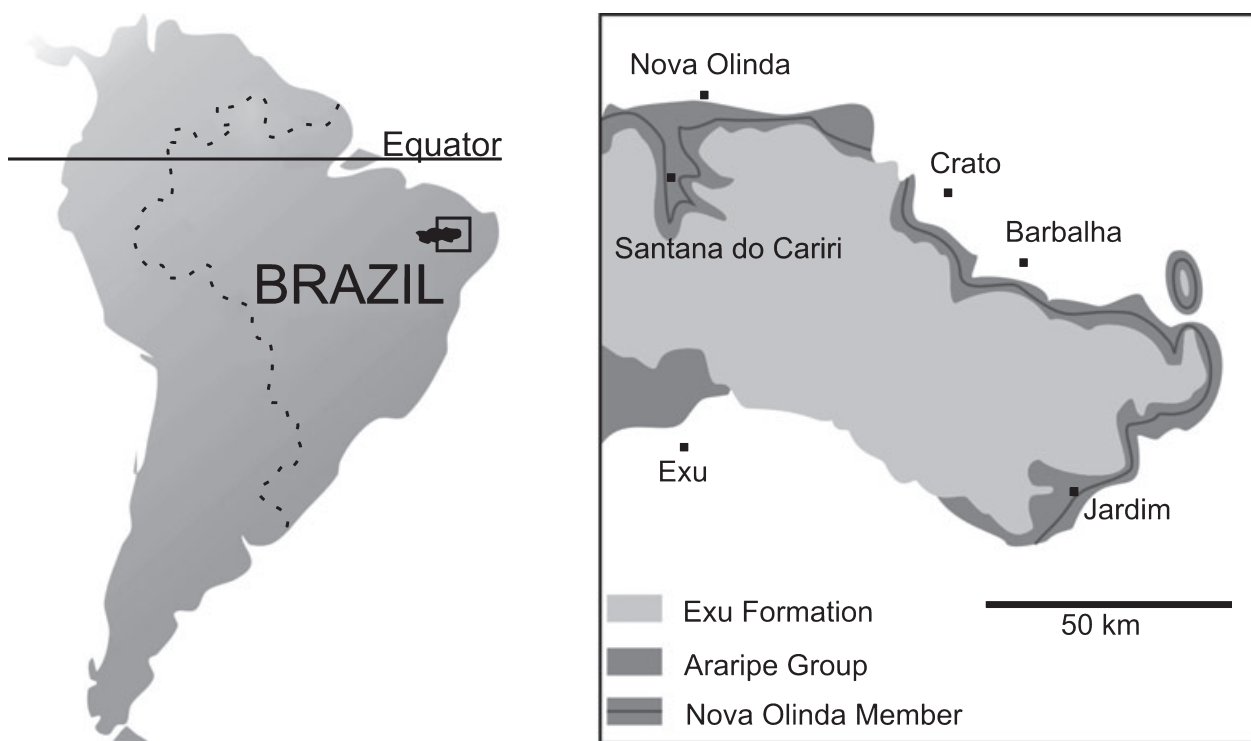 Equator
BRAZIL
Nova Olinda
Crato
Barbalha
Santana do Cariri
Exu
Jardim
Exu Formation
50 km
Araripe Group
Nova Olinda Member